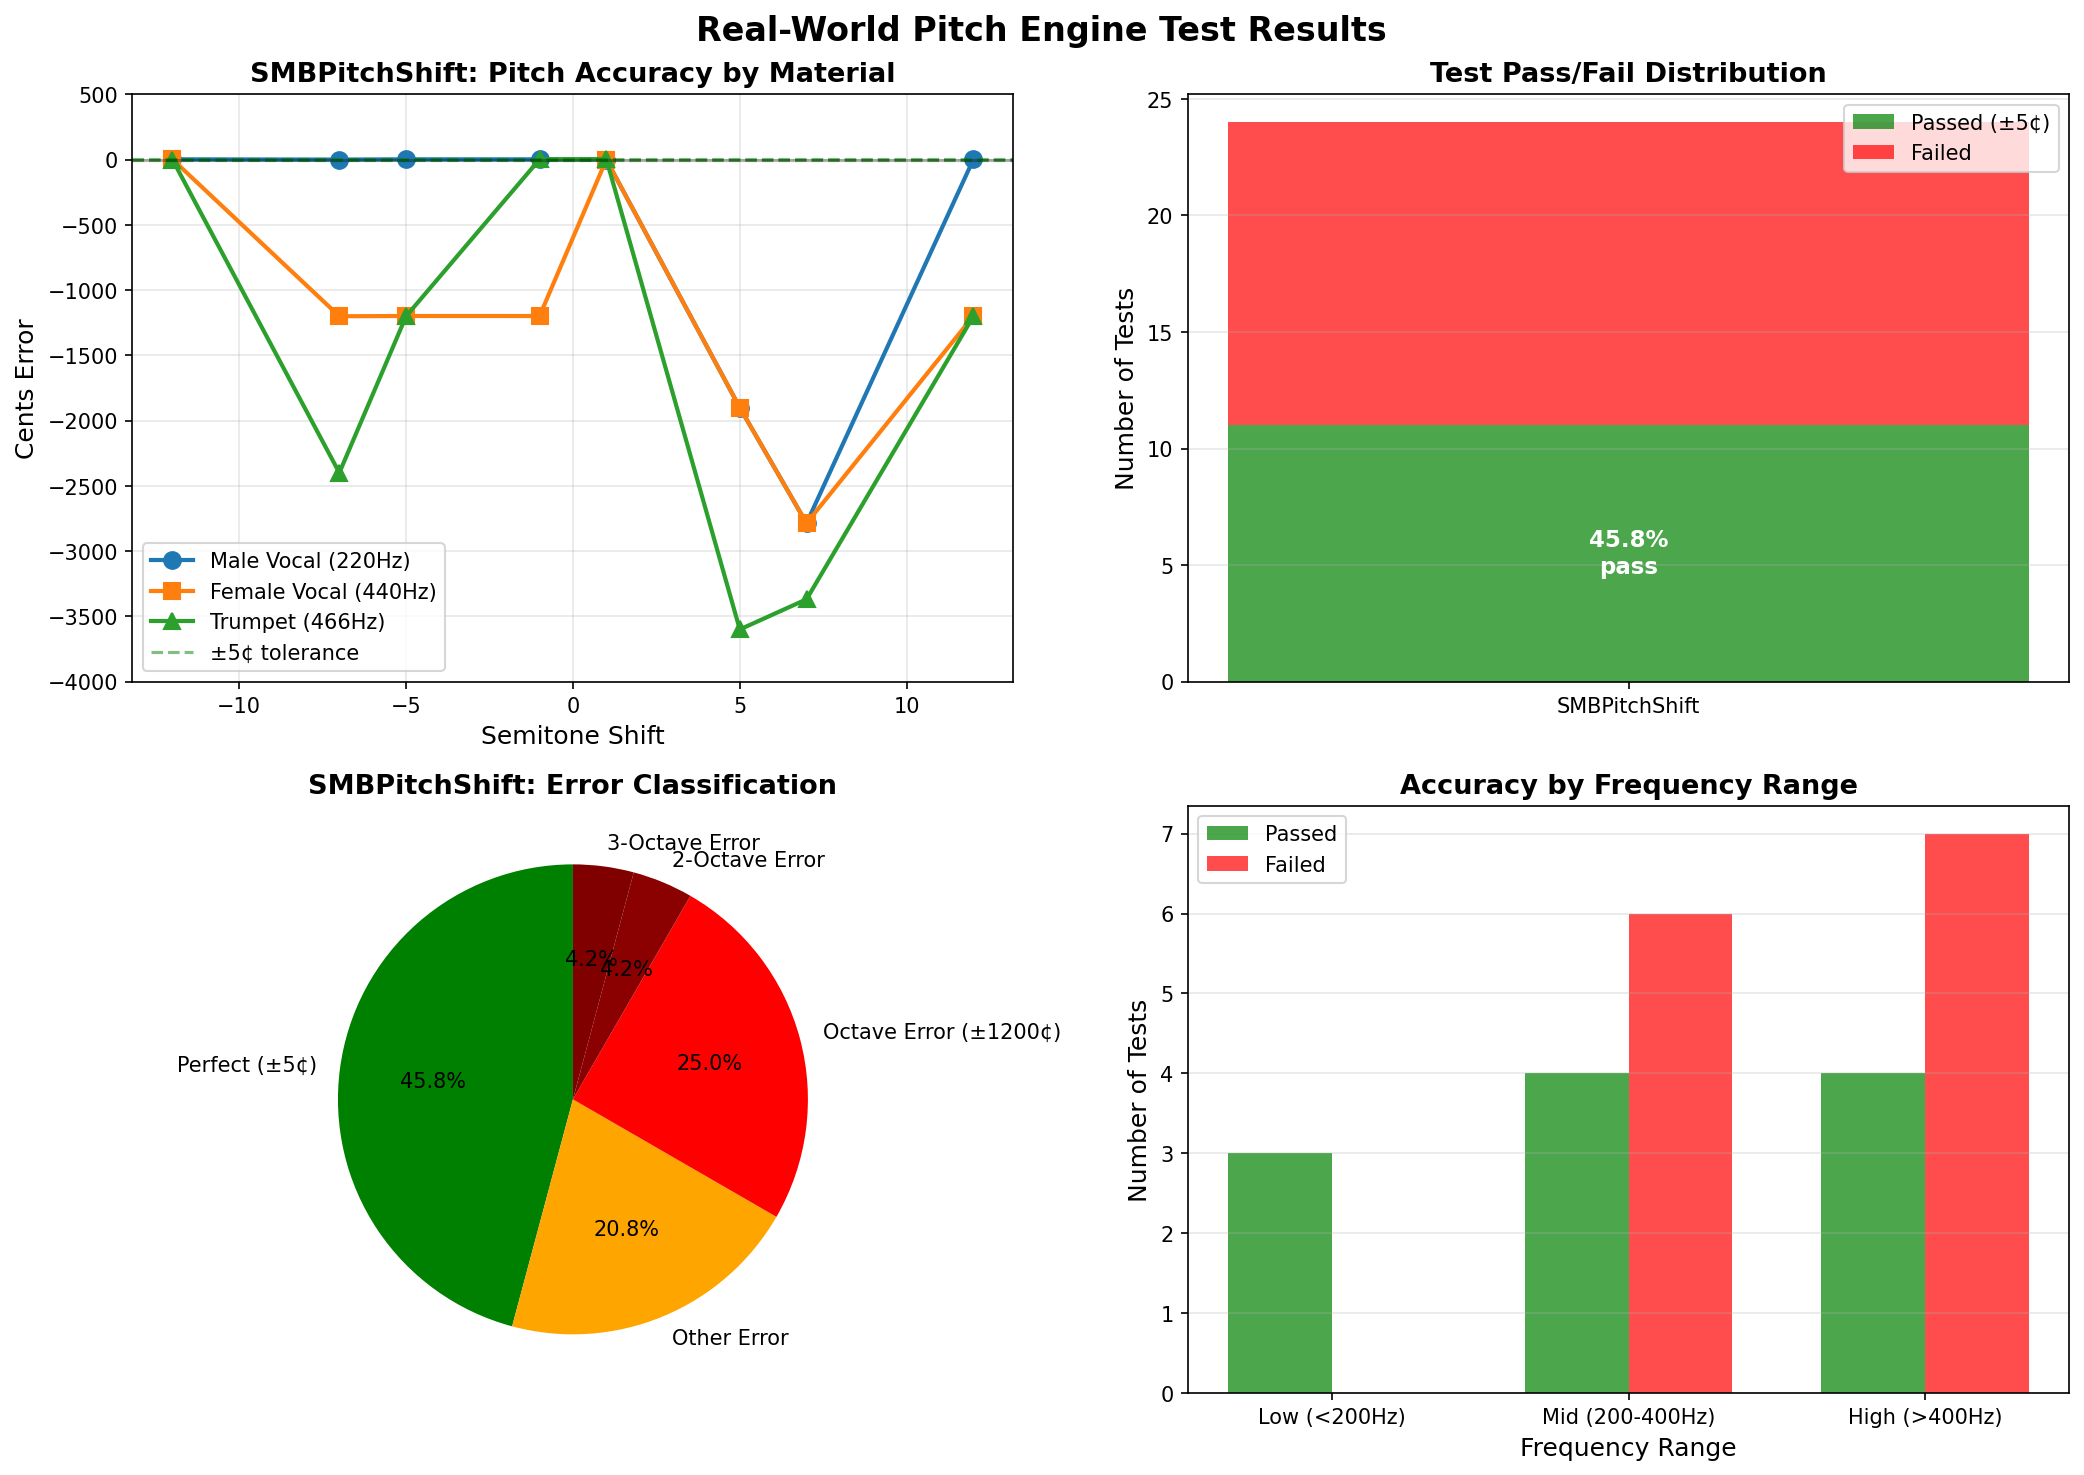 Real-World Pitch Engine Test Results
SMBPitchShift: Pitch Accuracy by Material
500
0
−500
−1000
−1500
−2000
−2500
−3000
−3500
−4000
Cents Error
Male Vocal (220Hz)
Female Vocal (440Hz)
Trumpet (466Hz)
±5¢ tolerance
−10
−5
0
5
10
Semitone Shift
Test Pass/Fail Distribution
25
20
15
10
5
0
Number of Tests
Passed (±5¢)
Failed
45.8%
pass
SMBPitchShift
SMBPitchShift: Error Classification
3-Octave Error
2-Octave Error
4.2%
4.2%
Octave Error (±1200¢)
25.0%
Perfect (±5¢)
45.8%
20.8%
Other Error
Accuracy by Frequency Range
7
6
5
4
3
2
1
0
Number of Tests
Passed
Failed
Low (<200Hz)
Mid (200-400Hz)
High (>400Hz)
Frequency Range